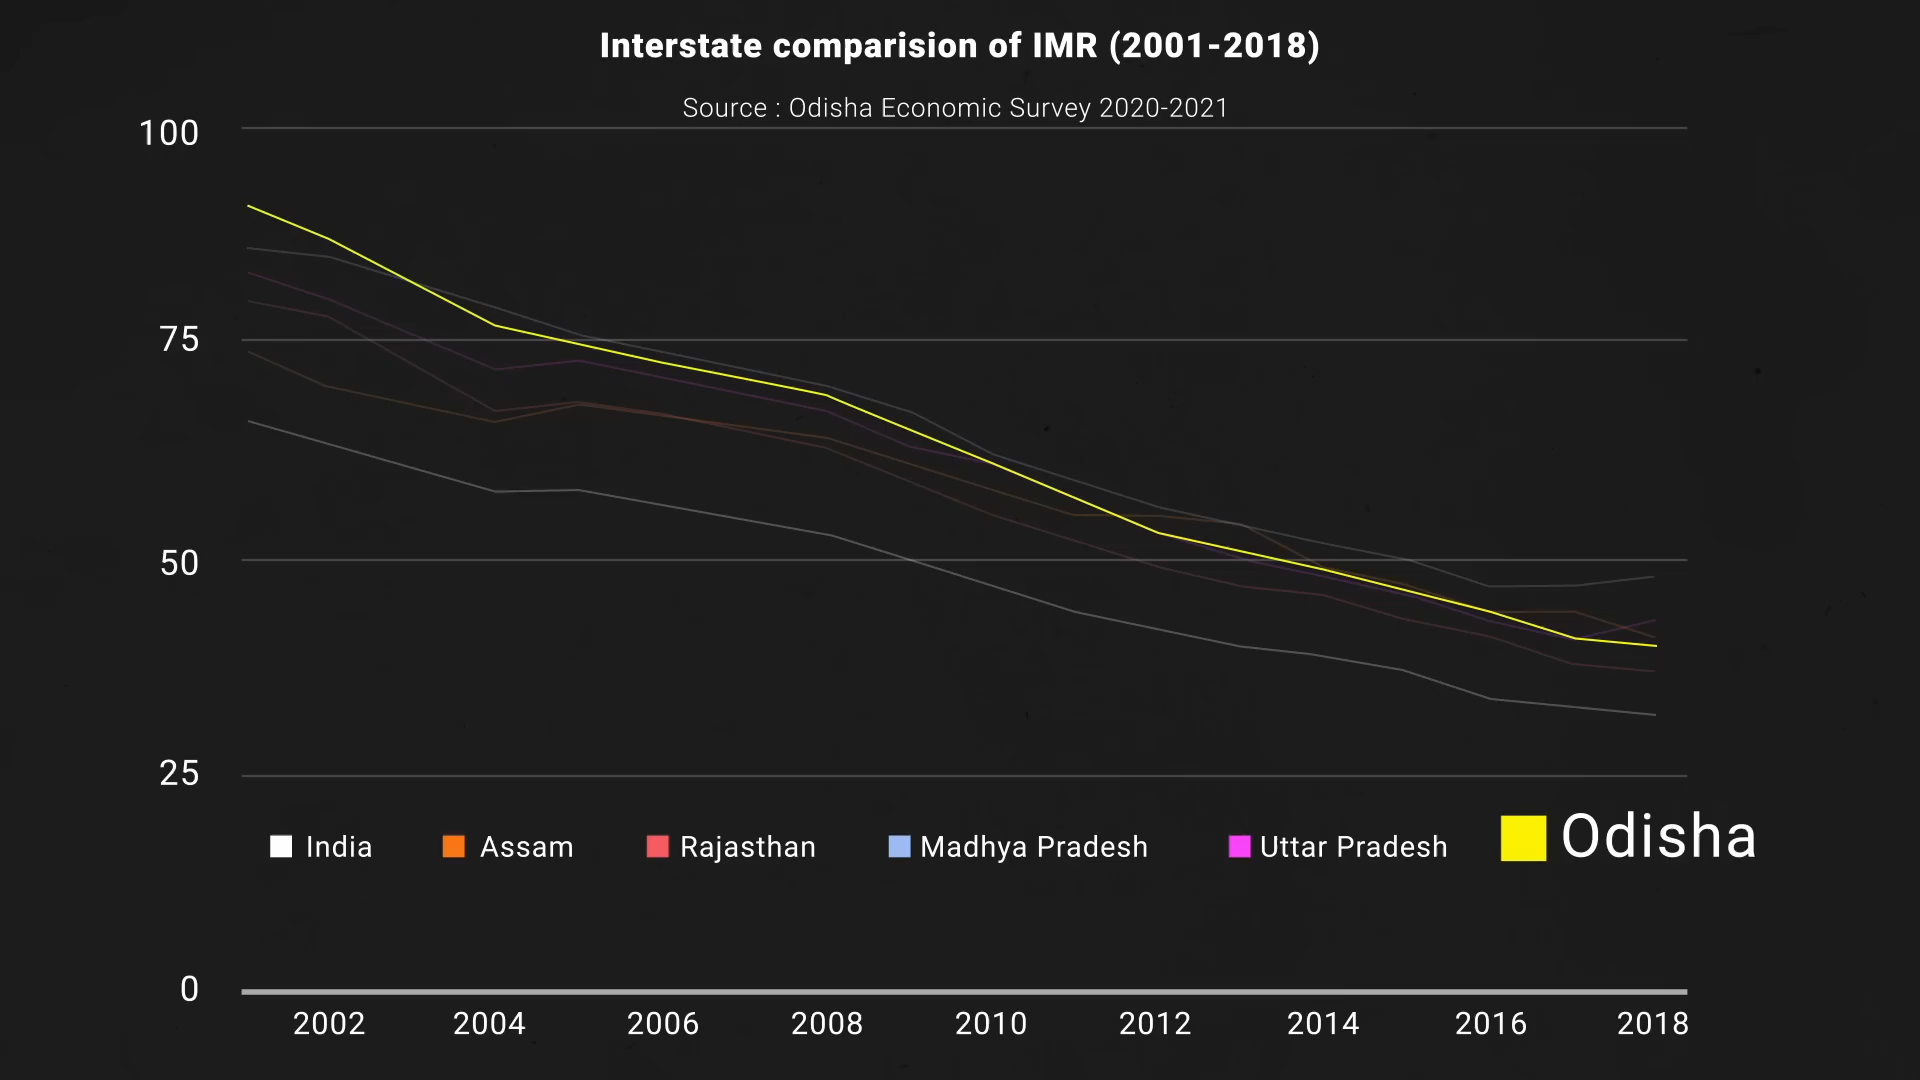 Interstate comparision of IMR (2001-2018)
Source : Odisha Economic Survey 2020-2021
100
75
50
25
India Assam Rajasthan Madhya Pradesh Uttar Pradesh Odisha
0
2002 2004 2006 2008 2010 2012 2014 2016 2018